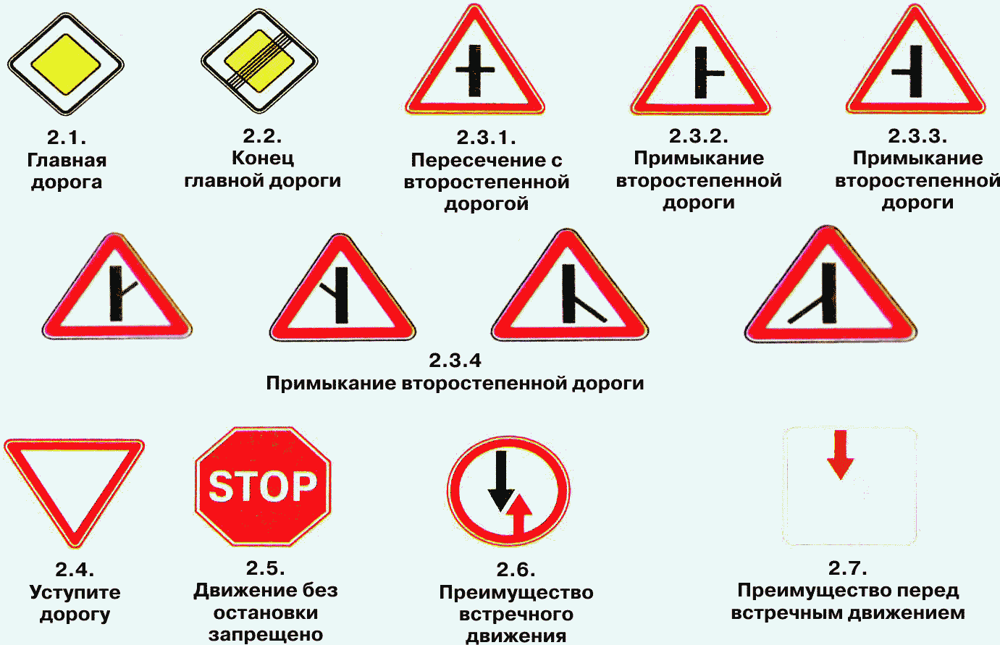 2.1.
Главная
дорога
2.2.
Конец
главной дороги
2.3.1.
Пересечение с
второстепенной
дорогой
2.3.2.
Примыкание
второстепенной
дороги
2.3.3.
Примыкание
второстепенной
дороги
2.3.4
Примыкание второстепенной дороги
STOP
2.4.
Уступите
дорогу
2.5.
Движение без
остановки
запрещено
2.6.
Преимущество
встречного
движения
2.7.
Преимущество перед
встречным движением